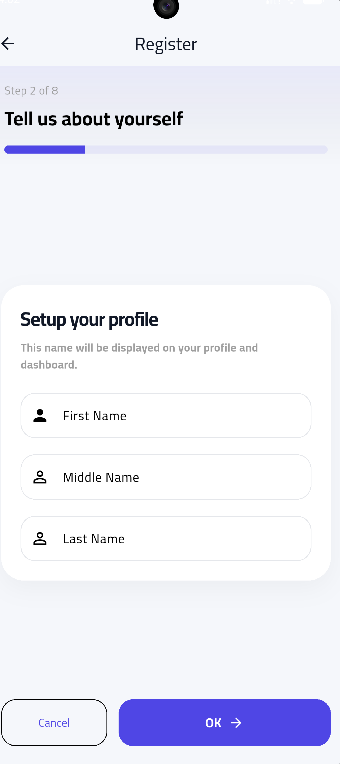 Register
Step 2 of 8
Tell us about yourself
Setup your profile
This name will be displayed on your profile and
dashboard.
First Name
Middle Name
Last Name
Cancel
OK